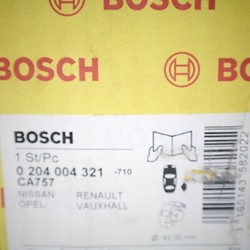 BOSCH
BOSCH
BOSCH
1 St/Pc
0 204 004 321 -710
CA757
NISSAN RENAULT
OPEL VAUXHALL